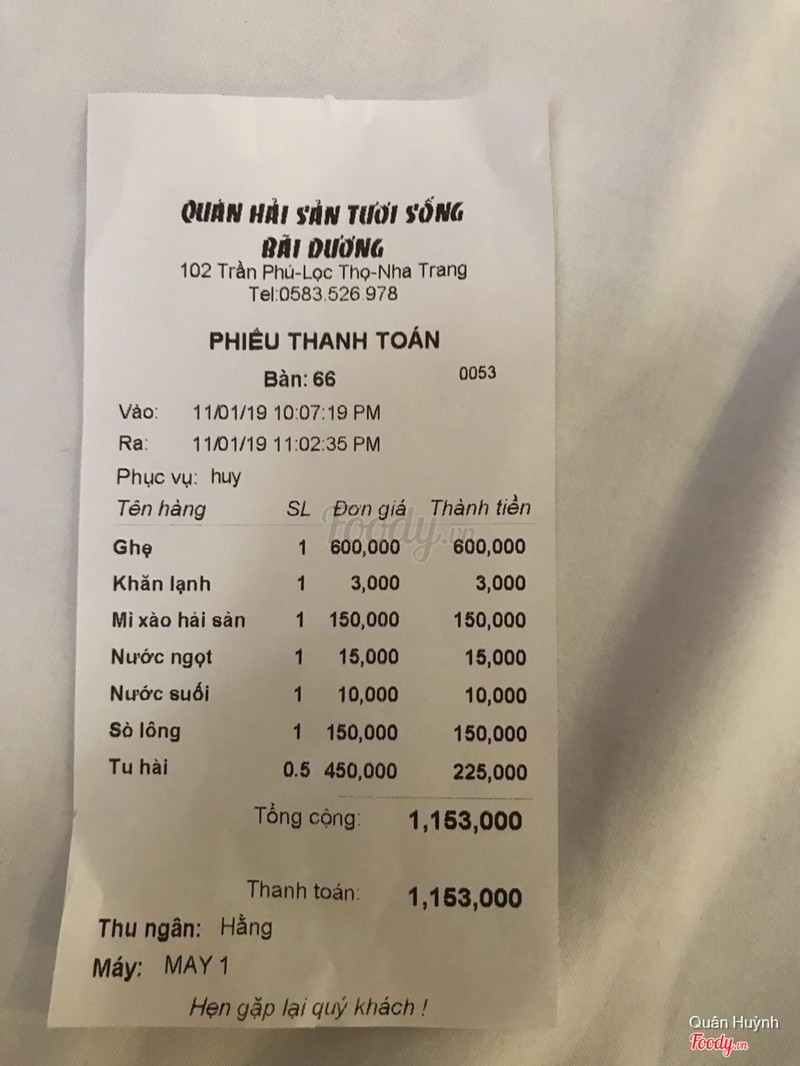 QUÁN HẢI SẢN TƯƠI SỐNG
BÃI DƯƠNG
102 Trần Phú-Lọc Thọ-Nha Trang
Tel:0583.526.978
PHIẾU THANH TOÁN
Bàn: 66 0053
Vào: 11/01/19 10:07:19 PM
Ra: 11/01/19 11:02:35 PM
Phục vụ: huy
Tên hàng SL Đơn giá Thành tiền
Foody.vn
Ghẹ 1 600,000 600,000
Khăn lạnh 1 3,000 3,000
Mì xào hải sản 1 150,000 150,000
Nước ngọt 1 15,000 15,000
Nước suối 1 10,000 10,000
Sò lông 1 150,000 150,000
Tu hài 0.5 450,000 225,000
Tổng cộng: 1,153,000
Thanh toán: 1,153,000
Thu ngân: Hằng
Máy: MAY 1
Hẹn gặp lại quý khách !
Quân Huỳnh
Foody.vn